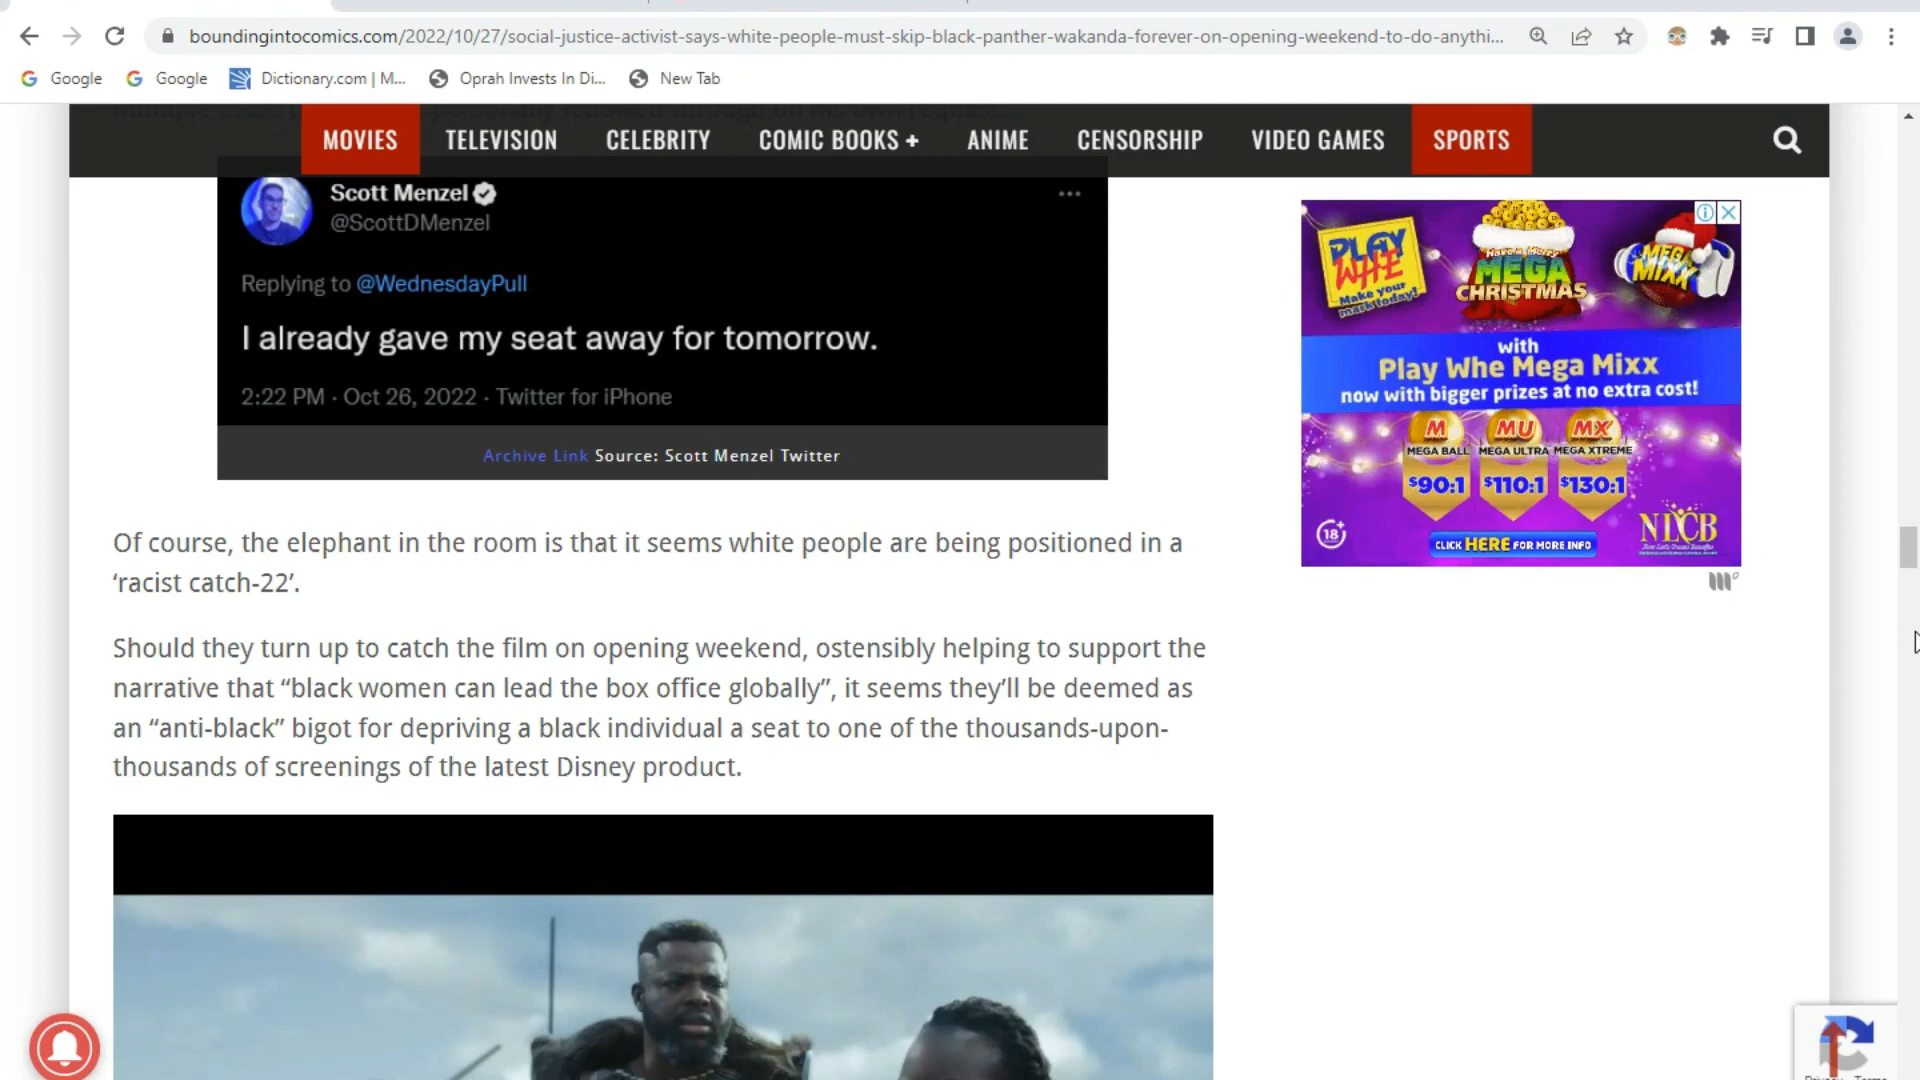 boundingintocomics.com/2022/10/27/social-justice-activist-says-white-people-must-skip-black-panther-wakanda-forever-on-opening-weekend-to-do-anythi...
Google
Google
Dictionary.com | M...
Oprah Invests In Di...
New Tab
MOVIES
TELEVISION
CELEBRITY
COMIC BOOKS +
ANIME
CENSORSHIP
VIDEO GAMES
SPORTS
Scott Menzel
@ScottDMenzel
Replying to @WednesdayPull
I already gave my seat away for tomorrow.
2:22 PM · Oct 26, 2022 · Twitter for iPhone
Archive Link Source: Scott Menzel Twitter
Of course, the elephant in the room is that it seems white people are being positioned in a
‘racist catch-22’.
Should they turn up to catch the film on opening weekend, ostensibly helping to support the
narrative that “black women can lead the box office globally”, it seems they’ll be deemed as
an “anti-black” bigot for depriving a black individual a seat to one of the thousands-upon-
thousands of screenings of the latest Disney product.
PLAY
WHE
Make your
mark today!
Have a Merry
MEGA
CHRISTMAS
MEGA
MIXX
with
Play Whe Mega Mixx
now with bigger prizes at no extra cost!
M
MU
MX
MEGA BALL
MEGA ULTRA
MEGA XTREME
$90:1
$110:1
$130:1
18
CLICK HERE FOR MORE INFO
NLCB